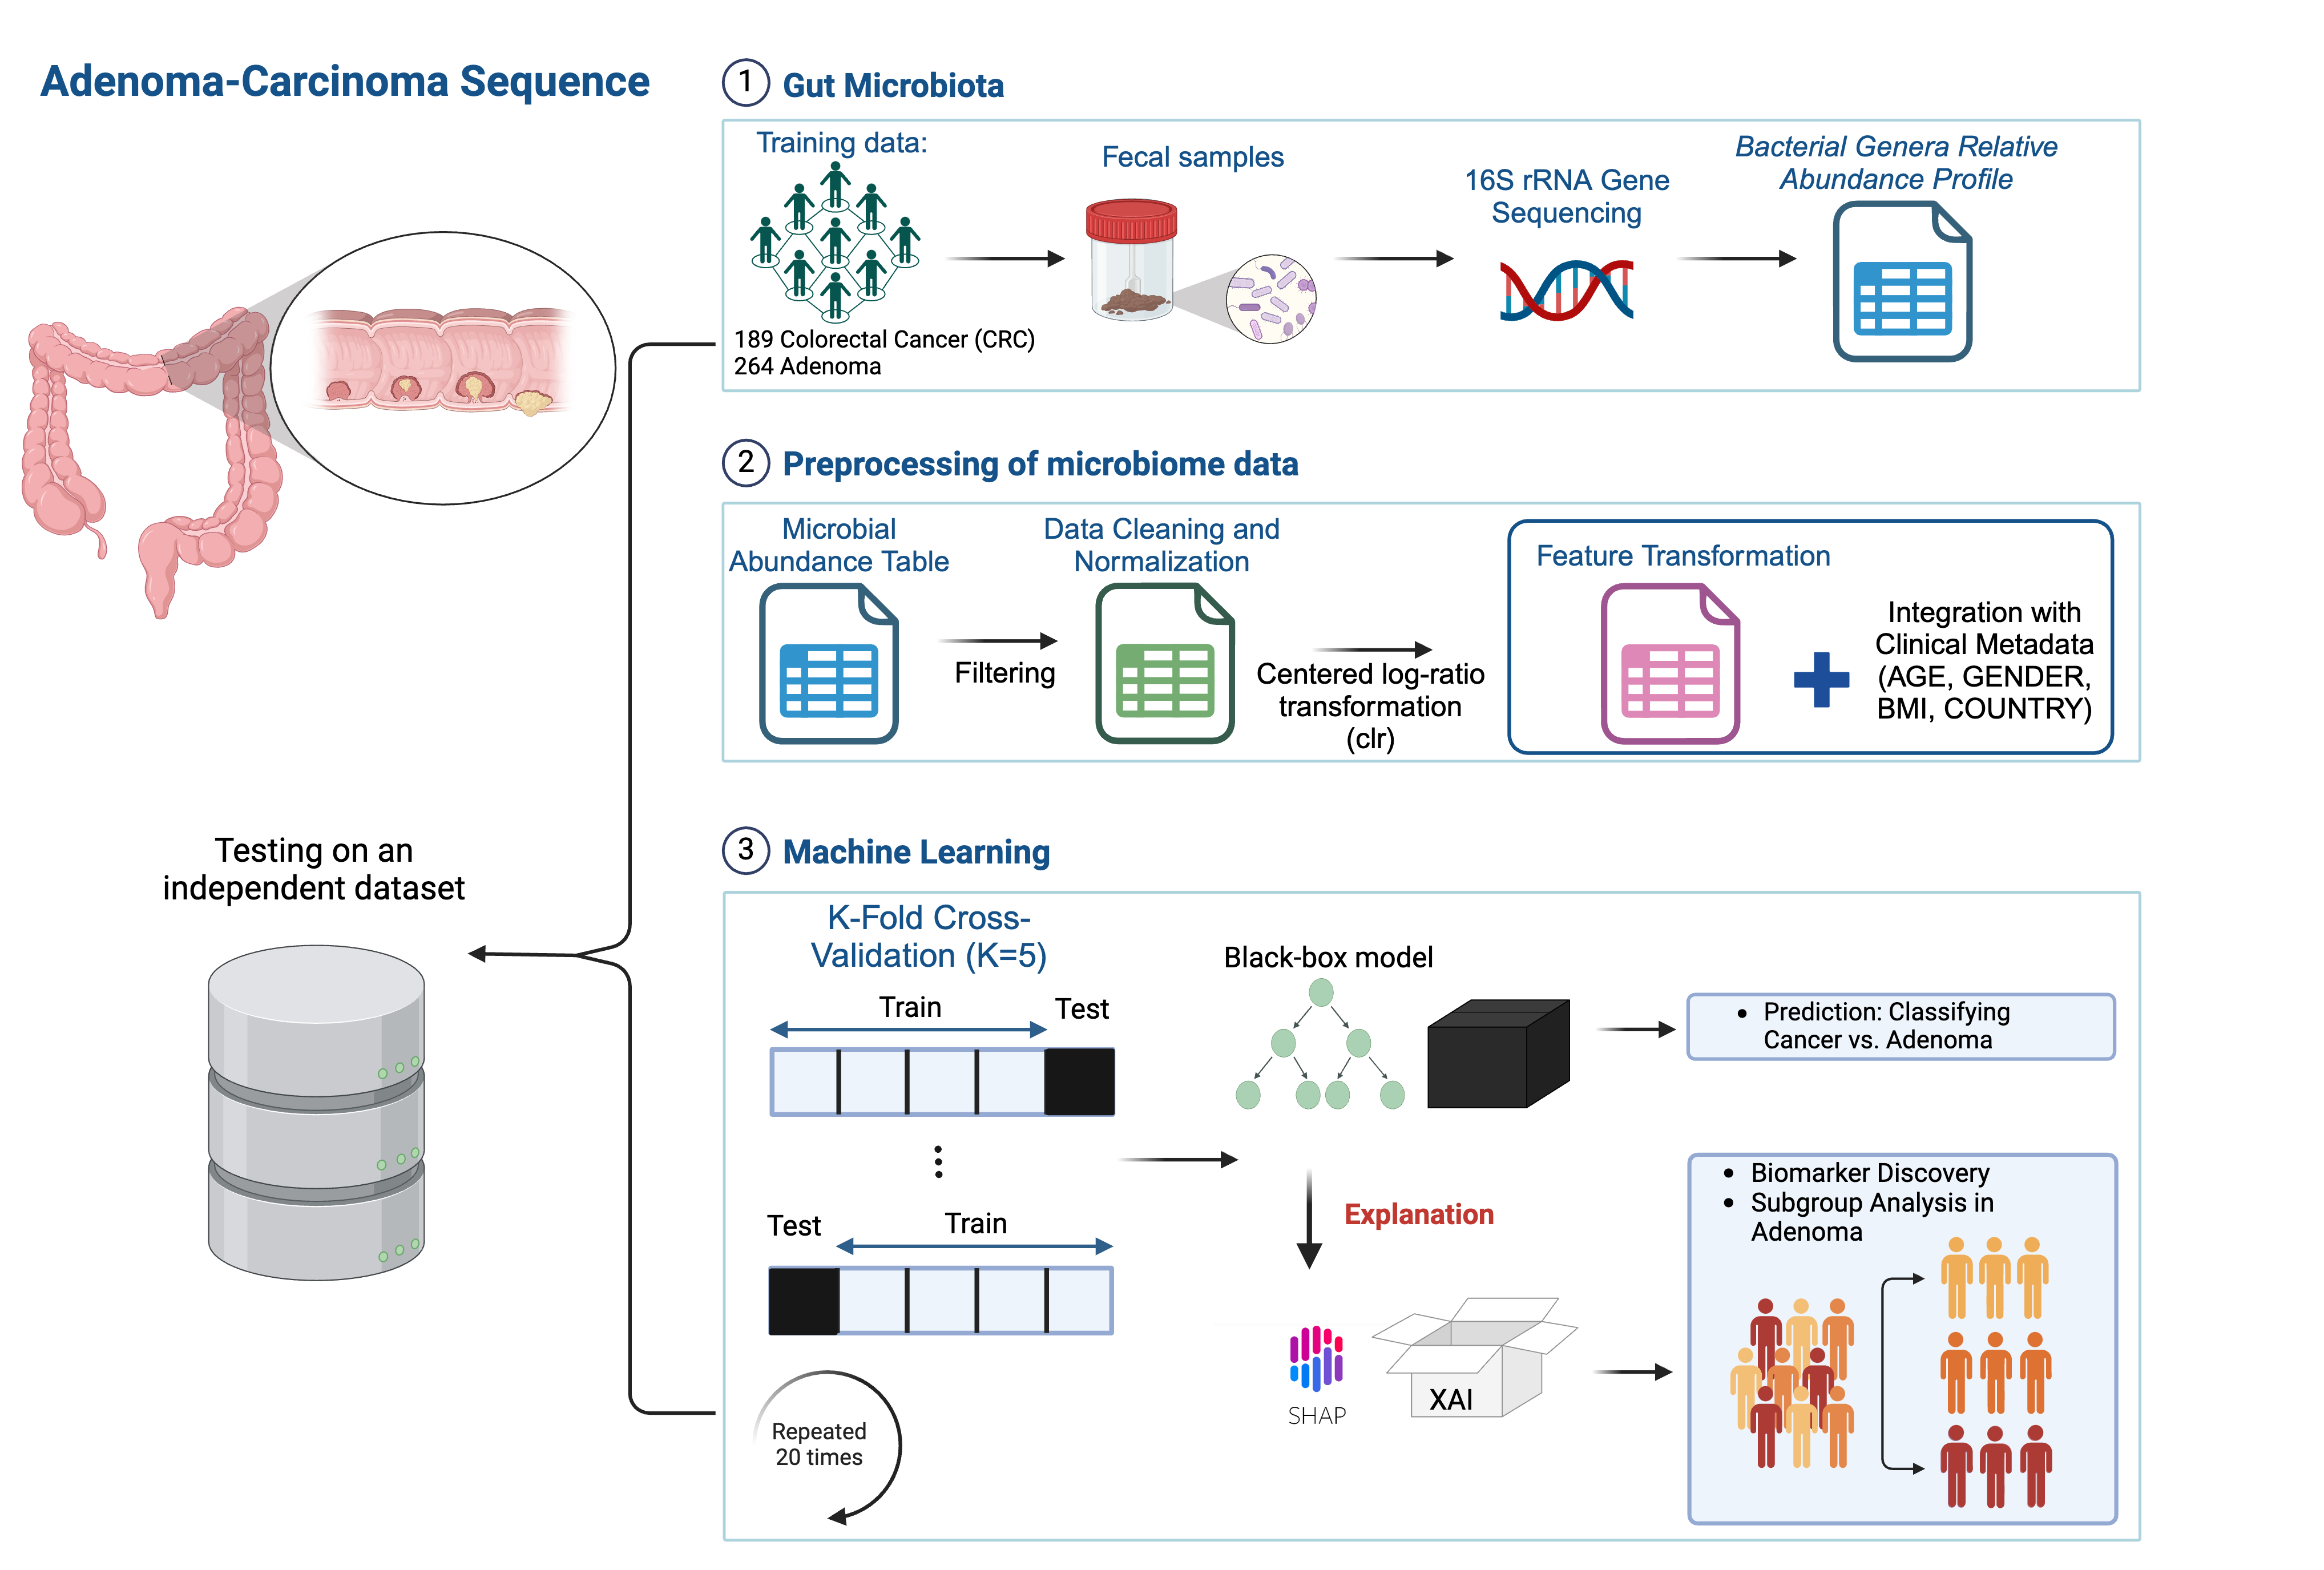 Adenoma-Carcinoma Sequence
1 Gut Microbiota
Training data:
189 Colorectal Cancer (CRC)
264 Adenoma
Fecal samples
16S rRNA Gene
Sequencing
Bacterial Genera Relative
Abundance Profile
2 Preprocessing of microbiome data
Microbial
Abundance Table
Filtering
Data Cleaning and
Normalization
Centered log-ratio
transformation
(clr)
Feature Transformation
Integration with
Clinical Metadata
(AGE, GENDER,
BMI, COUNTRY)
Testing on an
independent dataset
3 Machine Learning
K-Fold Cross-
Validation (K=5)
Train
Test
Test
Train
Repeated
20 times
Black-box model
Explanation
SHAP
XAI
• Prediction: Classifying
Cancer vs. Adenoma
• Biomarker Discovery
• Subgroup Analysis in
Adenoma